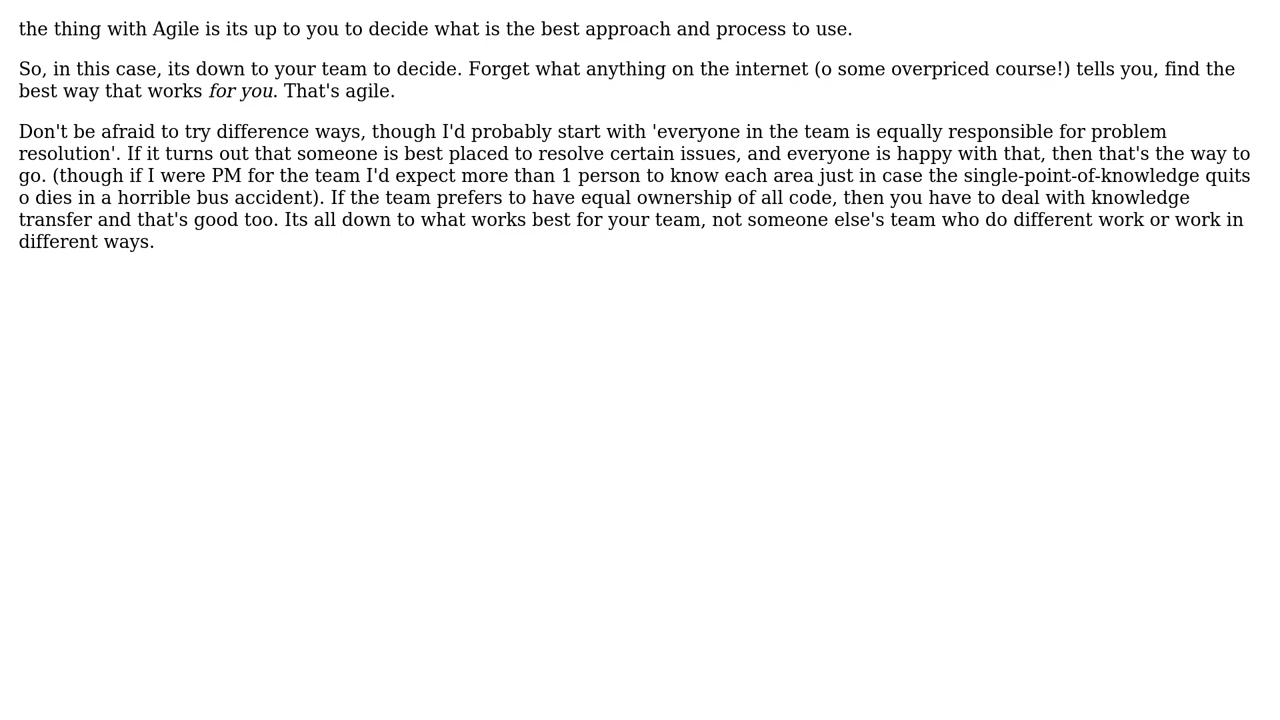 the thing with Agile is its up to you to decide what is the best approach and process to use.
So, in this case, its down to your team to decide. Forget what anything on the internet (o some overpriced course!) tells you, find the
best way that works for you. That's agile.
Don't be afraid to try difference ways, though I'd probably start with 'everyone in the team is equally responsible for problem
resolution'. If it turns out that someone is best placed to resolve certain issues, and everyone is happy with that, then that's the way to
go. (though if I were PM for the team I'd expect more than 1 person to know each area just in case the single-point-of-knowledge quits
o dies in a horrible bus accident). If the team prefers to have equal ownership of all code, then you have to deal with knowledge
transfer and that's good too. Its all down to what works best for your team, not someone else's team who do different work or work in
different ways.